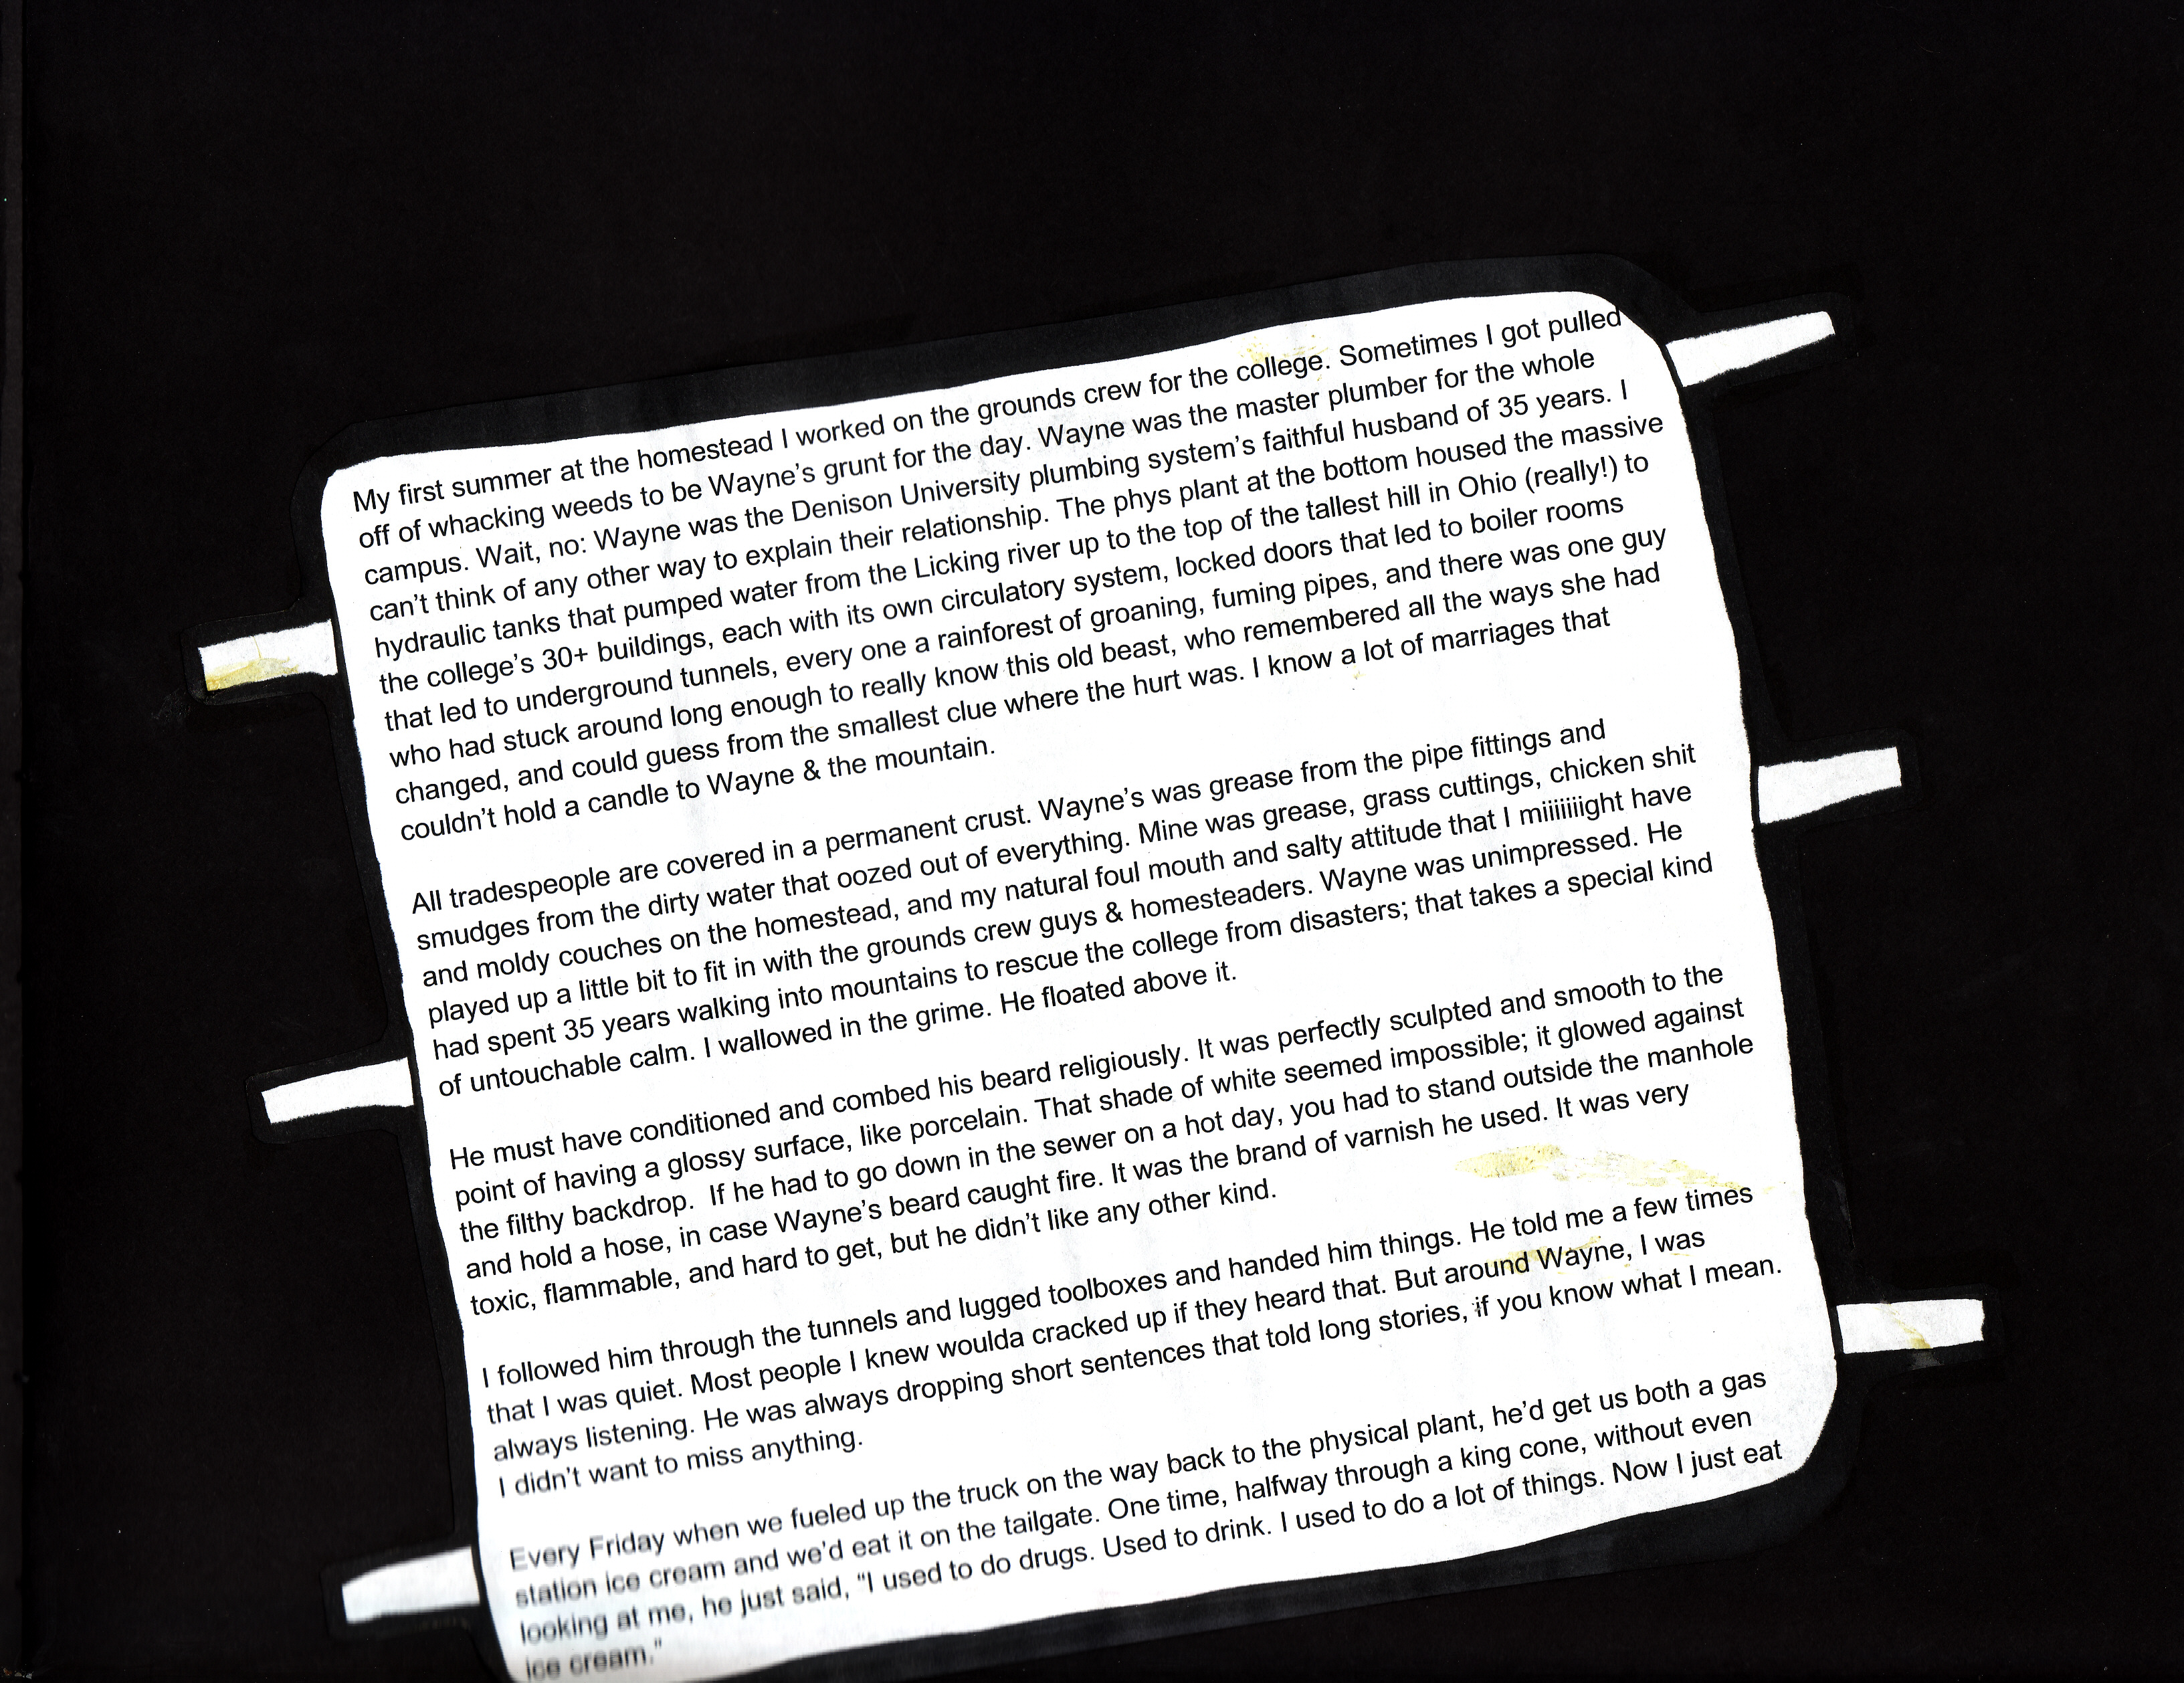 My first summer at the homestead I worked on the grounds crew for the college. Sometimes I got pulled
off of whacking weeds to be Wayne's grunt for the day. Wayne was the master plumber for the whole
campus. Wait, no: Wayne was the Denison University plumbing system's faithful husband of 35 years. I
can't think of any other way to explain their relationship. The phys plant at the bottom housed the massive
hydraulic tanks that pumped water from the Licking river up to the top of the tallest hill in Ohio (really!) to
the college's 30+ buildings, each with its own circulatory system, locked doors that led to boiler rooms
that led to underground tunnels, every one a rainforest of groaning, fuming pipes, and there was one guy
who had stuck around long enough to really know this old beast, who remembered all the ways she had
changed, and could guess from the smallest clue where the hurt was. I know a lot of marriages that
couldn't hold a candle to Wayne & the mountain.

All tradespeople are covered in a permanent crust. Wayne's was grease from the pipe fittings and
smudges from the dirty water that oozed out of everything. Mine was grease, grass cuttings, chicken shit
and moldy couches on the homestead, and my natural foul mouth and salty attitude that I miiiiiiight have
played up a little bit to fit in with the grounds crew guys & homesteaders. Wayne was unimpressed. He
had spent 35 years walking into mountains to rescue the college from disasters; that takes a special kind
of untouchable calm. I wallowed in the grime. He floated above it.

He must have conditioned and combed his beard religiously. It was perfectly sculpted and smooth to the
point of having a glossy surface, like porcelain. That shade of white seemed impossible; it glowed against
the filthy backdrop.  If he had to go down in the sewer on a hot day, you had to stand outside the manhole
and hold a hose, in case Wayne's beard caught fire. It was the brand of varnish he used. It was very
toxic, flammable, and hard to get, but he didn't like any other kind.

I followed him through the tunnels and lugged toolboxes and handed him things. He told me a few times
that I was quiet. Most people I knew woulda cracked up if they heard that. But around Wayne, I was
always listening. He was always dropping short sentences that told long stories, if you know what I mean.
I didn't want to miss anything.

Every Friday when we fueled up the truck on the way back to the physical plant, he'd get us both a gas
station ice cream and we'd eat it on the tailgate. One time, halfway through a king cone, without even
looking at me, he just said, "I used to do drugs. Used to drink. I used to do a lot of things. Now I just eat
ice cream."